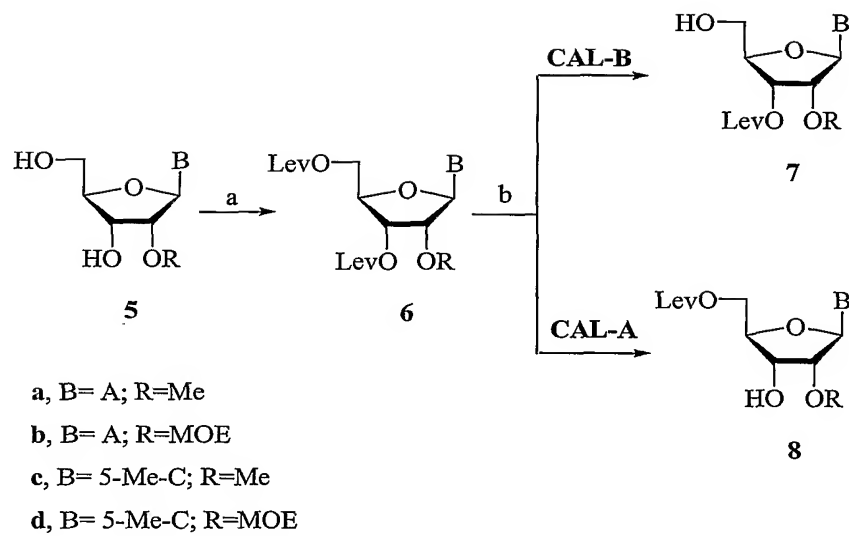 HO
B
O
HO
OR
5
a
LevO
B
O
LevO
OR
6
b
CAL-B
HO
B
O
LevO
OR
7
CAL-A
LevO
B
O
HO
OR
8
a, B= A; R=Me
b, B= A; R=MOE
c, B= 5-Me-C; R=Me
d, B= 5-Me-C; R=MOE